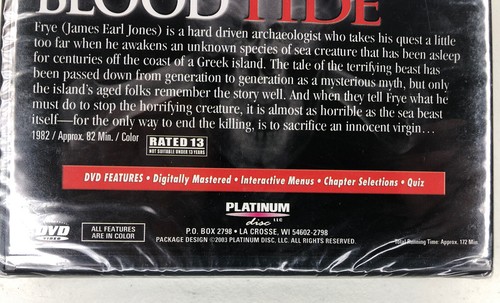 BLOOD TIDE
Frye (James Earl Jones) is a hard driven archaeologist who takes his quest a little
too far when he awakens an unknown species of sea creature that has been asleep
for centuries off the coast of a Greek island. The tale of the terrifying beast has
been passed down from generation to generation as a mysterious myth, but only
the island's aged folks remember the story well. And when they tell Frye what he
must do to stop the horrifying creature, it is almost as horrible as the sea beast
itself—for the only way to end the killing, is to sacrifice an innocent virgin...
1982 / Approx. 82 Min. / Color
RATED 13
NOT SUITABLE UNDER 13 YEARS
DVD FEATURES • Digitally Mastered • Interactive Menus • Chapter Selections • Quiz
PLATINUM
disc LLC
DVD
VIDEO
ALL FEATURES
ARE IN COLOR
P.O. BOX 2798 • LA CROSSE, WI 54602-2798
PACKAGE DESIGN ©2003 PLATINUM DISC, LLC. ALL RIGHTS RESERVED.
Total Running Time: Approx. 172 Min.